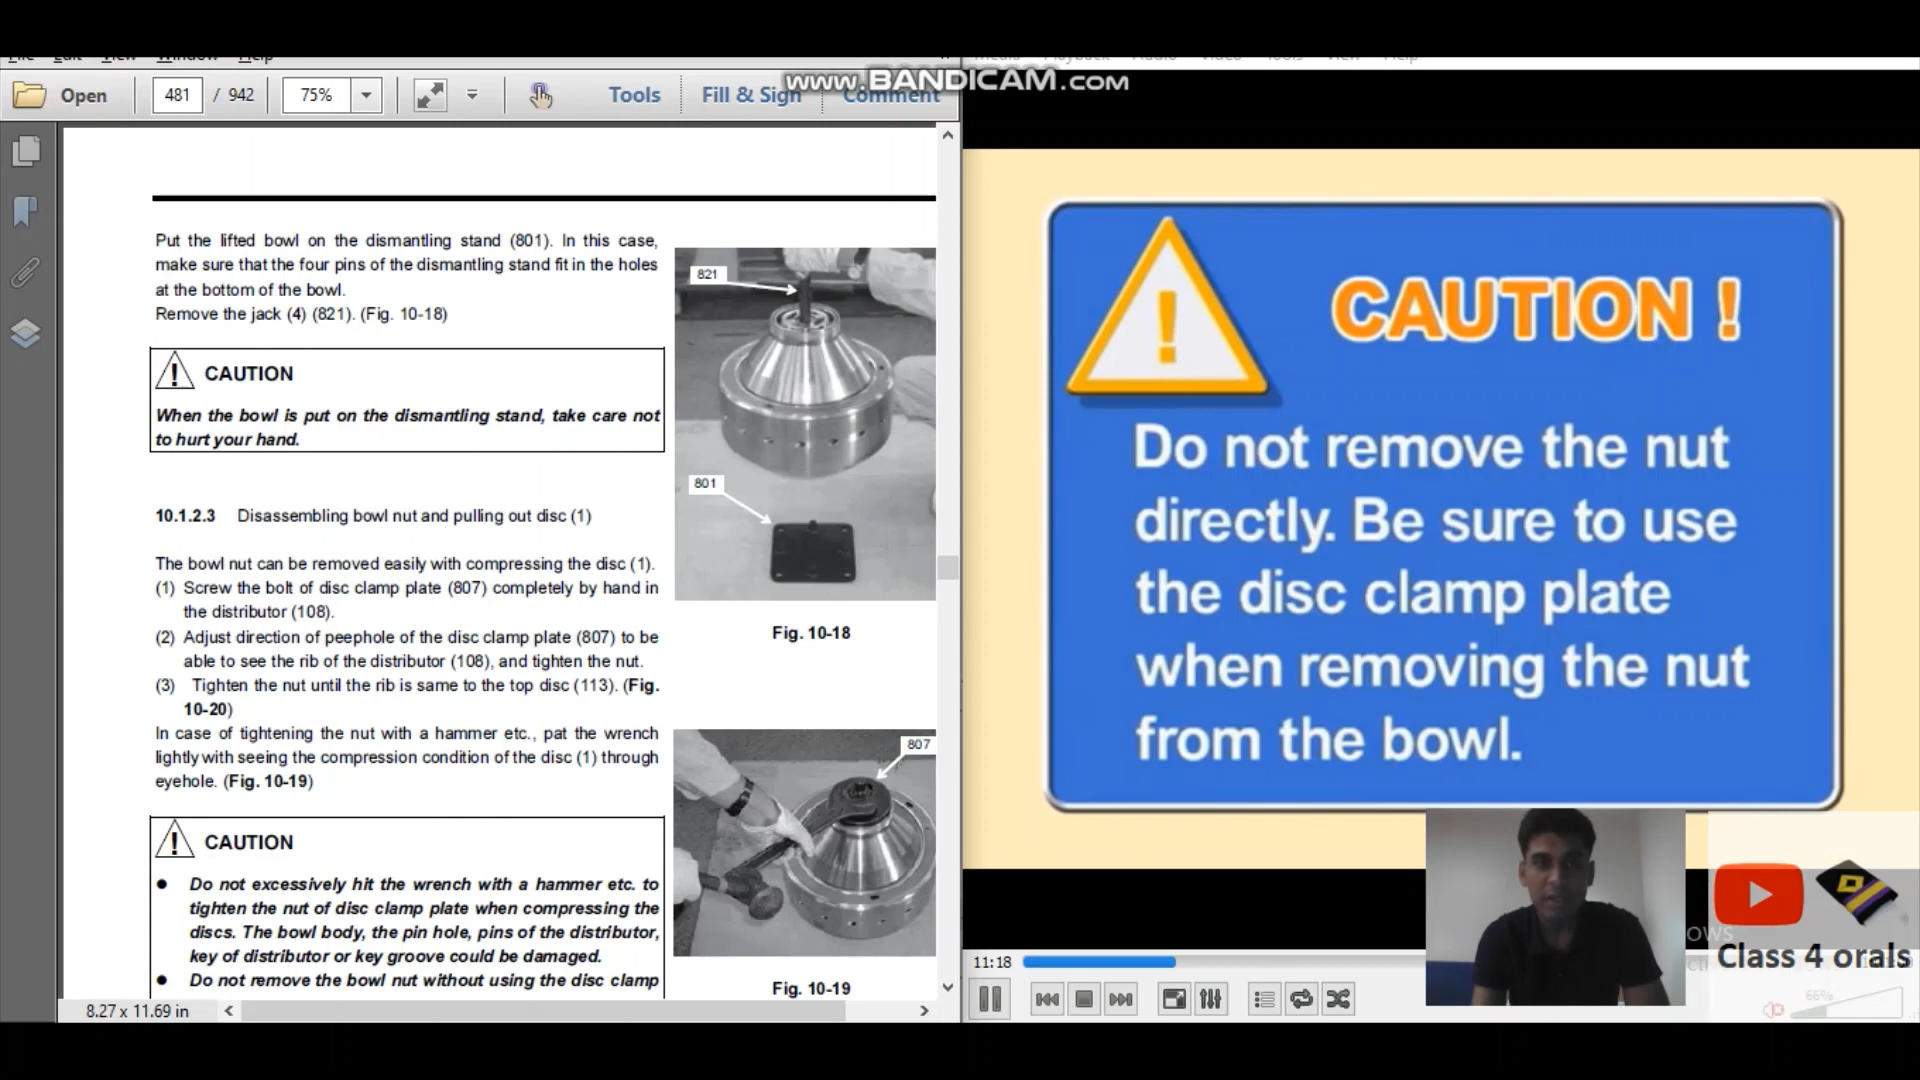 File Edit View Window Help
Media Playback Audio Video Tools View Help
www.BANDICAM.com
Open 481 / 942 75% Tools Fill & Sign Comment
Put the lifted bowl on the dismantling stand (801). In this case,
make sure that the four pins of the dismantling stand fit in the holes
at the bottom of the bowl.
Remove the jack (4) (821). (Fig. 10-18)
CAUTION
When the bowl is put on the dismantling stand, take care not
to hurt your hand.
821
801
Fig. 10-18
10.1.2.3 Disassembling bowl nut and pulling out disc (1)
The bowl nut can be removed easily with compressing the disc (1).
(1) Screw the bolt of disc clamp plate (807) completely by hand in
the distributor (108).
(2) Adjust direction of peephole of the disc clamp plate (807) to be
able to see the rib of the distributor (108), and tighten the nut.
(3) Tighten the nut until the rib is same to the top disc (113). (Fig.
10-20)
In case of tightening the nut with a hammer etc., pat the wrench
lightly with seeing the compression condition of the disc (1) through
eyehole. (Fig. 10-19)
807
Fig. 10-19
CAUTION
● Do not excessively hit the wrench with a hammer etc. to
tighten the nut of disc clamp plate when compressing the
discs. The bowl body, the pin hole, pins of the distributor,
key of distributor or key groove could be damaged.
● Do not remove the bowl nut without using the disc clamp
8.27 x 11.69 in
CAUTION !
Do not remove the nut
directly. Be sure to use
the disc clamp plate
when removing the nut
from the bowl.
11:18
Class 4 orals
66%